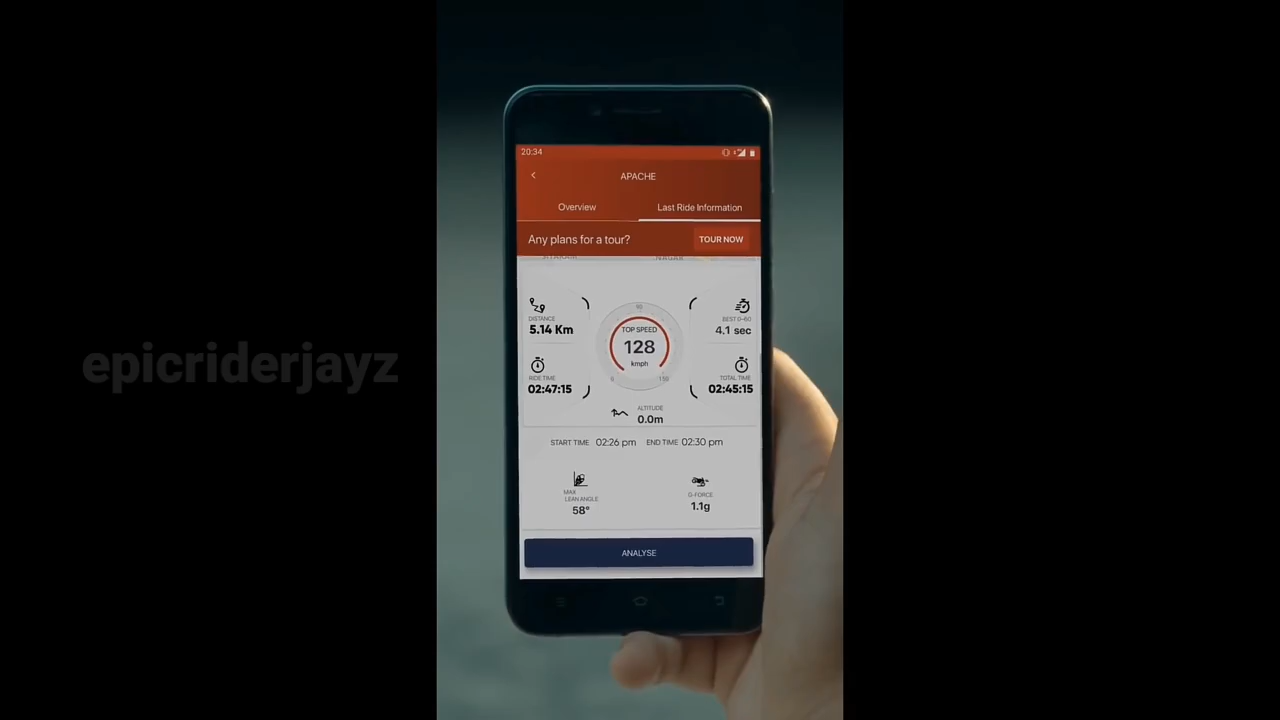 20:34
APACHE
Overview
Last Ride Information
Any plans for a tour?
TOUR NOW
NAGAR
DISTANCE
5.14 Km
BEST 0-60
4.1 sec
90
TOP SPEED
128
kmph
0
RIDE TIME
02:47:15
TOTAL TIME
02:45:15
ALTITUDE
0.0m
START TIME 02:26 pm END TIME 02:30 pm
MAX
LEAN ANGLE
58°
G-FORCE
1.1g
ANALYSE
epicriderjayz